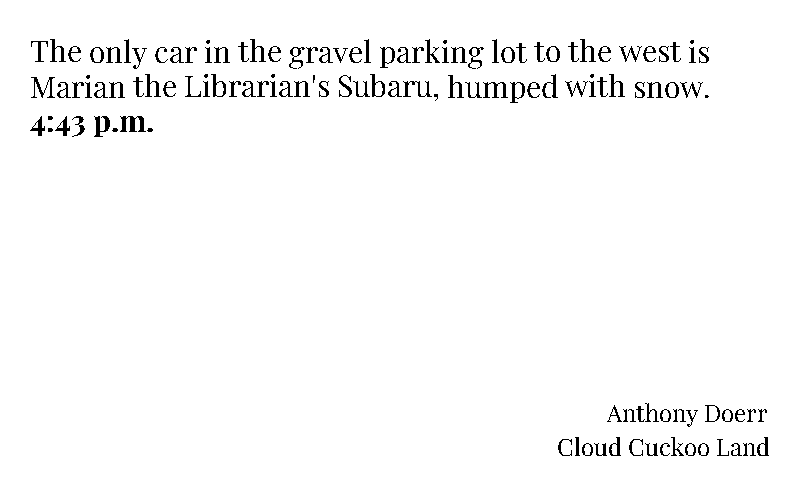 The only car in the gravel parking lot to the west is
Marian the Librarian's Subaru, humped with snow.
4:43 p.m.
Anthony Doerr
Cloud Cuckoo Land